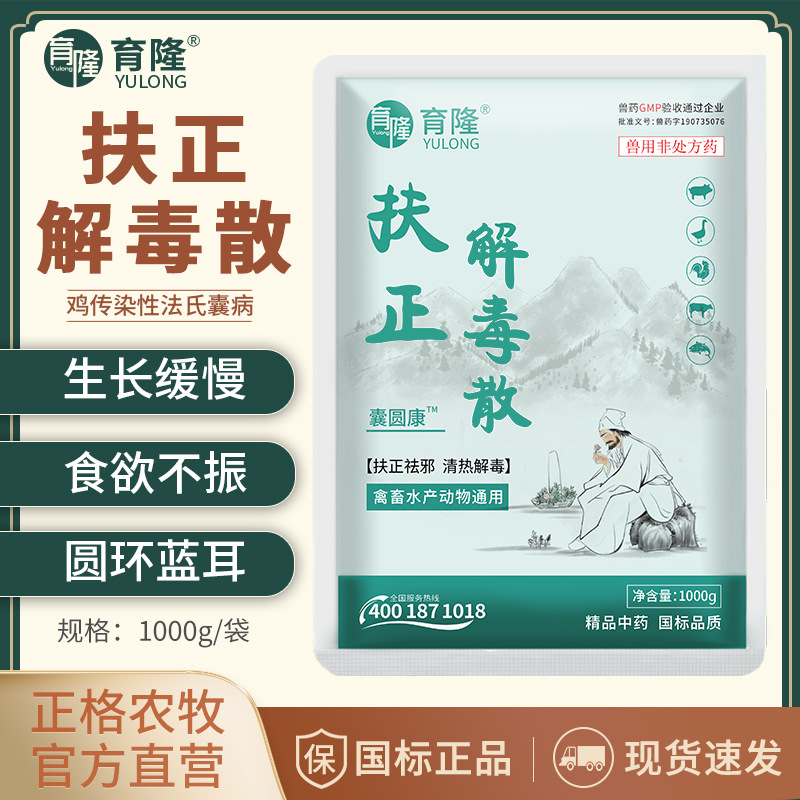 育隆
Yulong
育隆®
YULONG
扶正
解毒散
鸡传染性法氏囊病
生长缓慢
食欲不振
圆环蓝耳
规格：1000g/袋
正格农牧
官方直营
育隆
Yulong
育隆®
YULONG
兽药GMP验收通过企业
批准文号：兽药字190735076
兽用非处方药
扶正
解毒散
囊圆康™
【扶正祛邪 清热解毒】
禽畜水产动物通用
全国服务热线
400 187 1018
净含量：1000g
精品中药 国标品质
保
国标正品
现货速发